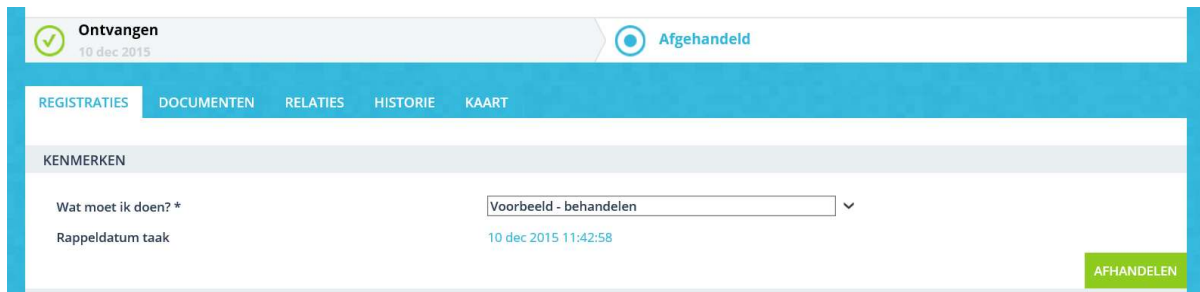 Ontvangen
10 dec 2015
Afgehandeld
REGISTRATIES DOCUMENTEN RELATIES HISTORIE KAART
KENMERKEN
Wat moet ik doen? * Voorbeeld - behandelen
Rappeldatum taak 10 dec 2015 11:42:58
AFHANDELEN